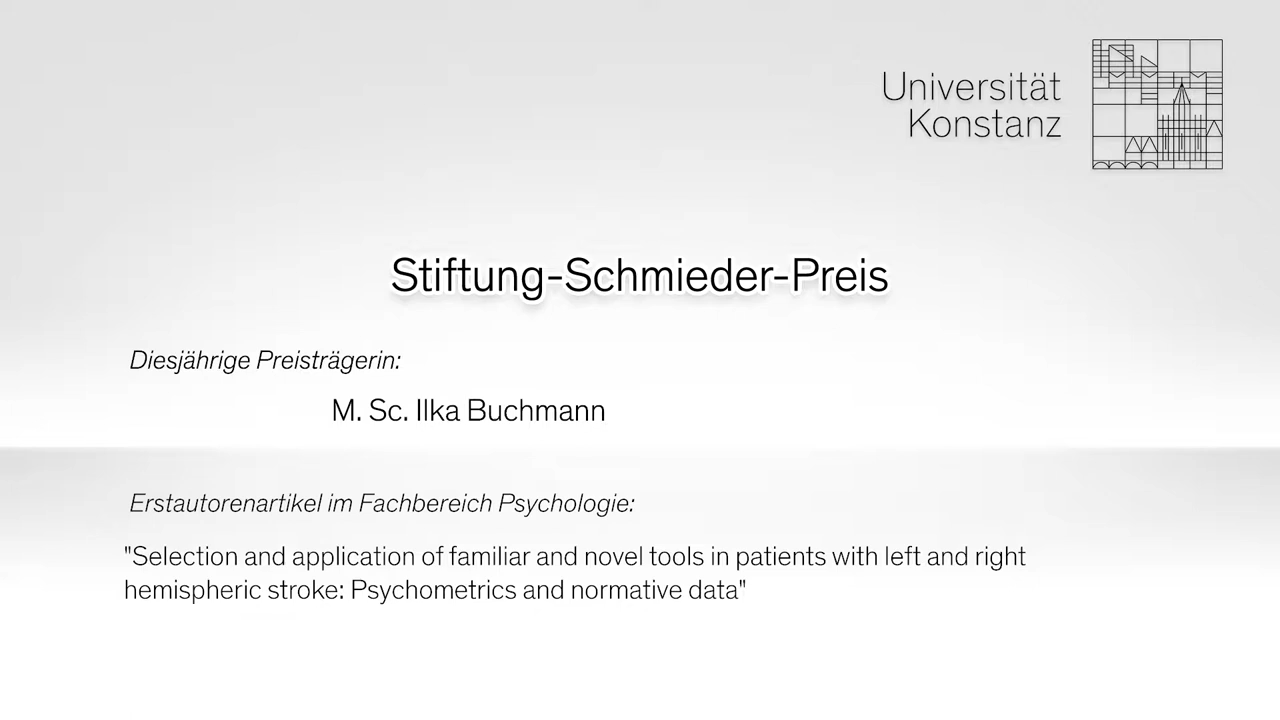 Universität
Konstanz
Stiftung-Schmieder-Preis
Diesjährige Preisträgerin:
M. Sc. Ilka Buchmann
Erstautorenartikel im Fachbereich Psychologie:
"Selection and application of familiar and novel tools in patients with left and right
hemispheric stroke: Psychometrics and normative data"